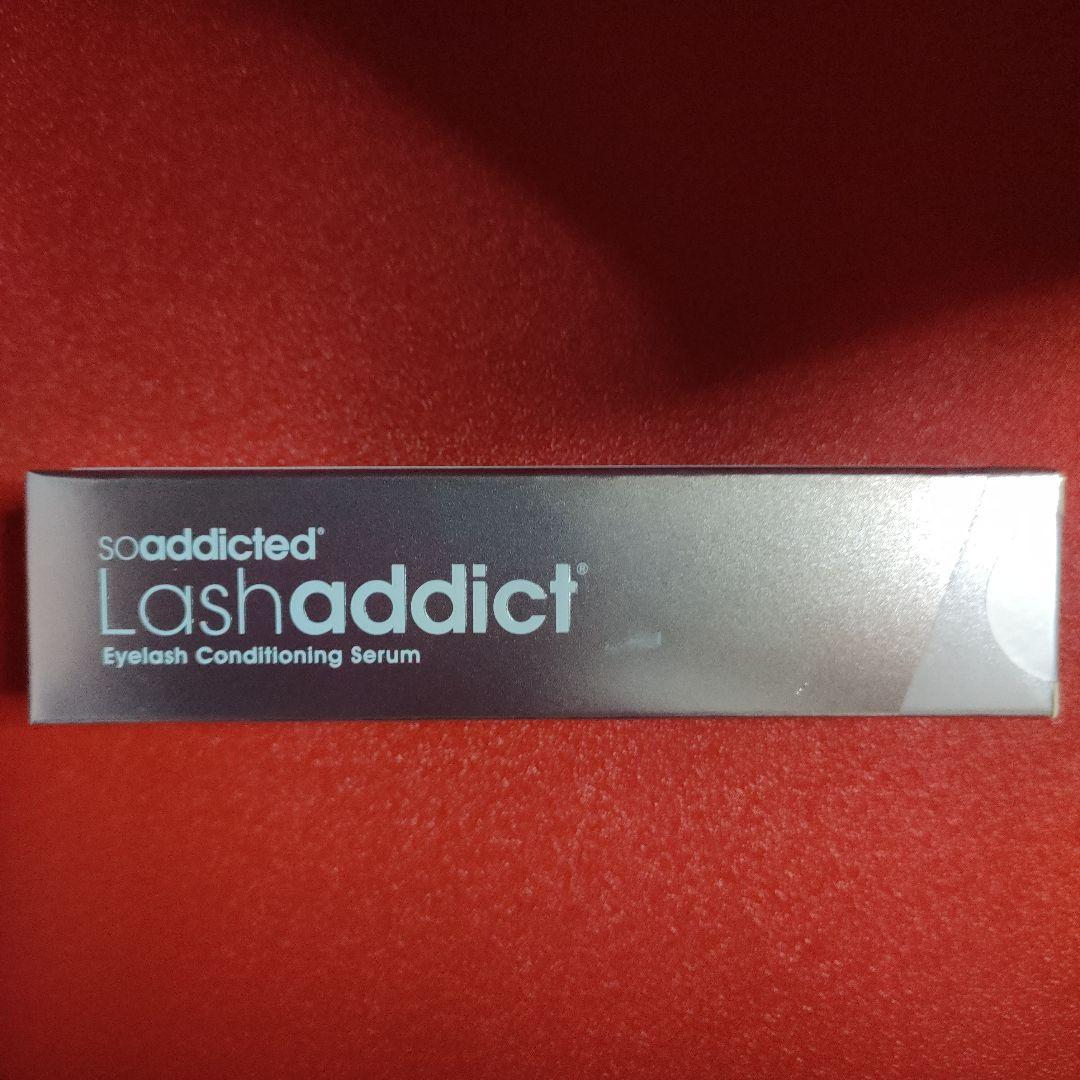 soaddicted®
Lashaddict®
Eyelash Conditioning Serum